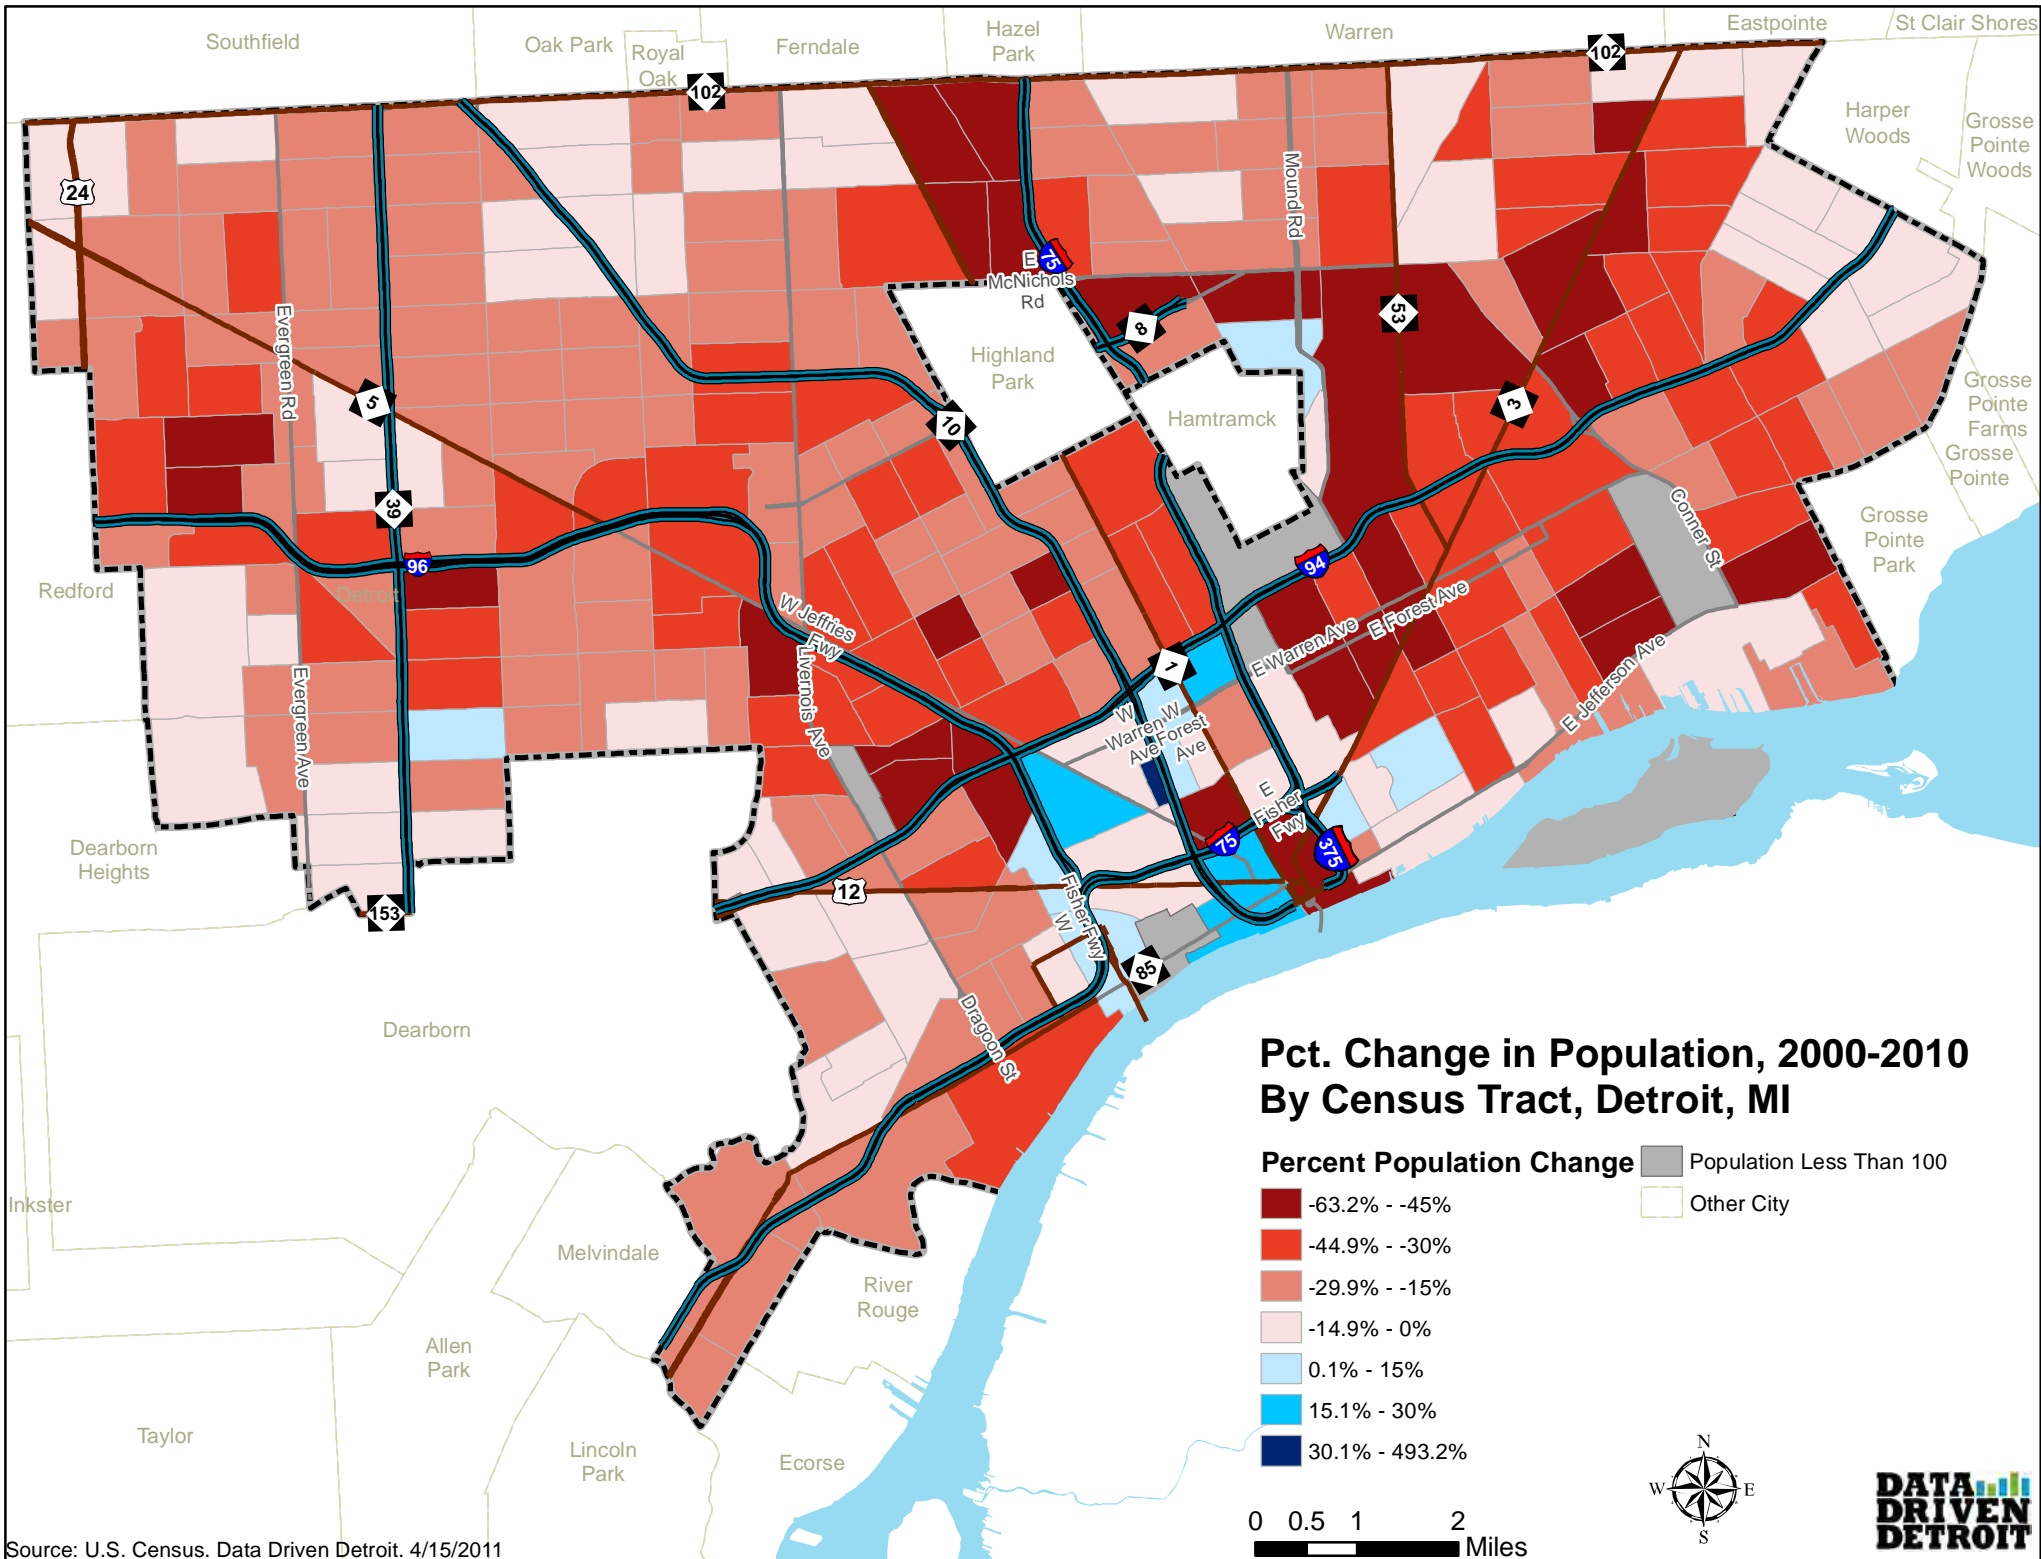 Southfield
Oak Park
Royal
Oak
Ferndale
Hazel
Park
Warren
Eastpointe
St Clair Shores
102
102
Harper
Woods
Grosse
Pointe
Woods
24
Mound Rd
75
E
McNichols
Rd
8
53
Evergreen Rd
5
Highland
Park
10
Hamtramck
3
Grosse
Pointe
Farms
Grosse
Pointe
39
Conner St
Grosse
Pointe
Park
96
94
Redford
Detroit
W Jeffries
Fwy
E Forest Ave
E Warren Ave
1
Evergreen Ave
Livernois Ave
W
Warren
Ave
W
Forest
Ave
E Jefferson Ave
E
Fisher
Fwy
75
375
Dearborn
Heights
12
Fisher Fwy
W
153
85
Dearborn
Dragoon St
Inkster
Melvindale
River
Rouge
Allen
Park
Taylor
Lincoln
Park
Ecorse
Pct. Change in Population, 2000-2010
By Census Tract, Detroit, MI
Percent Population Change
-63.2% - -45%
-44.9% - -30%
-29.9% - -15%
-14.9% - 0%
0.1% - 15%
15.1% - 30%
30.1% - 493.2%
Population Less Than 100
Other City
0 0.5 1 2
Miles
N
W E
S
DATA
DRIVEN
DETROIT
Source: U.S. Census. Data Driven Detroit. 4/15/2011